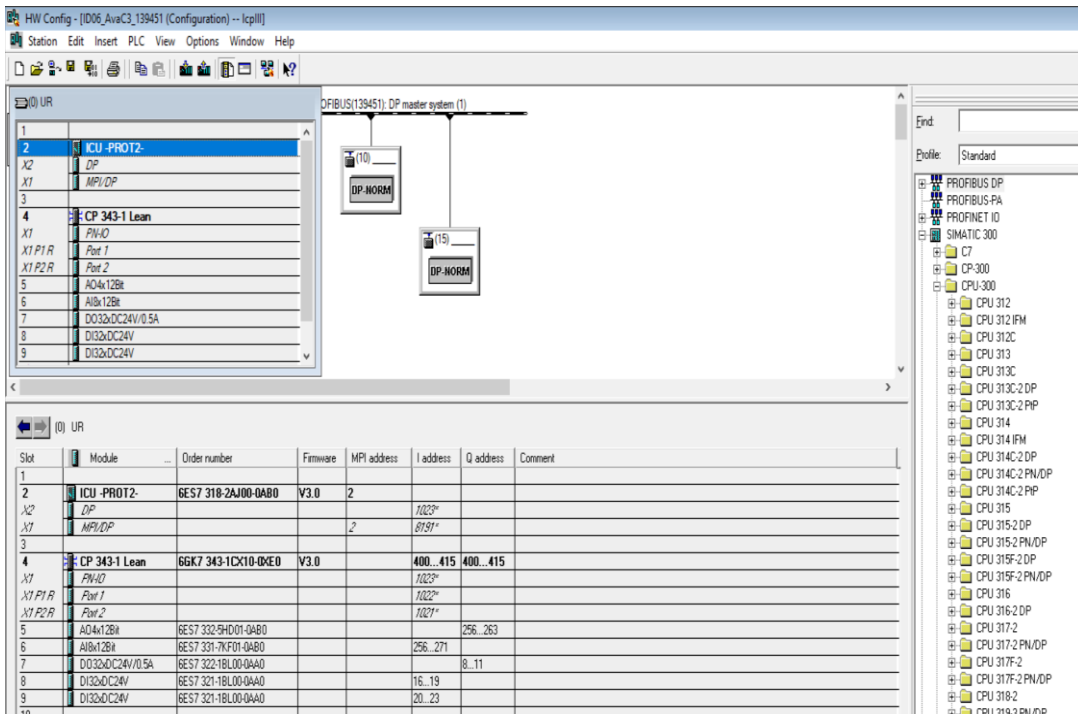 HW Config - [ID06_AvaC3_139451 (Configuration) -- IcpIII]
Station Edit Insert PLC View Options Window Help
(0) UR
1
2 ICU -PROT2-
X2 DP
X1 MPI/DP
3
4 CP 343-1 Lean
X1 PN-IO
X1 P1 R Port 1
X1 P2 R Port 2
5 AO4x12Bit
6 AI8x12Bit
7 DO32xDC24V/0.5A
8 DI32xDC24V
9 DI32xDC24V
OFIBUS(139451): DP master system (1)
(10)
DP-NORM
(15)
DP-NORM
Find:
Profile: Standard
PROFIBUS DP
PROFIBUS-PA
PROFINET IO
SIMATIC 300
C7
CP-300
CPU-300
CPU 312
CPU 312 IFM
CPU 312C
CPU 313
CPU 313C
CPU 313C-2 DP
CPU 313C-2 PtP
CPU 314
CPU 314 IFM
CPU 314C-2 DP
CPU 314C-2 PN/DP
CPU 314C-2 PtP
CPU 315
CPU 315-2 DP
CPU 315-2 PN/DP
CPU 315F-2 DP
CPU 315F-2 PN/DP
CPU 316
CPU 316-2 DP
CPU 317-2
CPU 317-2 PN/DP
CPU 317F-2
CPU 317F-2 PN/DP
CPU 318-2
CPU 319-3 PN/DP
(0) UR
Slot Module ... Order number Firmware MPI address I address Q address Comment
1
2 ICU -PROT2- 6ES7 318-2AJ00-0AB0 V3.0 2
X2 DP 1023*
X1 MPI/DP 2 8191*
3
4 CP 343-1 Lean 6GK7 343-1CX10-0XE0 V3.0 400...415 400...415
X1 PN-IO 1023*
X1 P1 R Port 1 1022*
X1 P2 R Port 2 1021*
5 AO4x12Bit 6ES7 332-5HD01-0AB0 256...263
6 AI8x12Bit 6ES7 331-7KF01-0AB0 256...271
7 DO32xDC24V/0.5A 6ES7 322-1BL00-0AA0 8...11
8 DI32xDC24V 6ES7 321-1BL00-0AA0 16...19
9 DI32xDC24V 6ES7 321-1BL00-0AA0 20...23
10